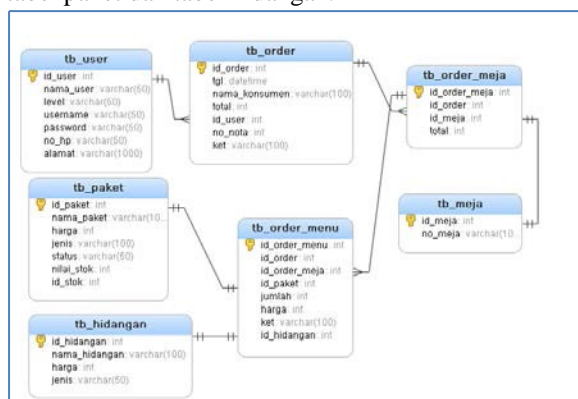 tb_user
id_user: int
nama_user: varchar(50)
level: varchar(50)
username: varchar(50)
password: varchar(50)
no_hp: varchar(50)
alamat: varchar(1000)
tb_order
id_order: int
tgl: datetime
nama_konsumen: varchar(100)
total: int
id_user: int
no_nota: int
ket: varchar(100)
tb_order_meja
id_order_meja: int
id_order: int
id_meja: int
total: int
tb_paket
id_paket: int
nama_paket: varchar(10...
harga: int
jenis: varchar(100)
status: varchar(50)
nilai_stok: int
id_stok: int
tb_order_menu
id_order_menu: int
id_order: int
id_order_meja: int
id_paket: int
jumlah: int
harga: int
ket: varchar(100)
id_hidangan: int
tb_meja
id_meja: int
no_meja: varchar(10...
tb_hidangan
id_hidangan: int
nama_hidangan: varchar(100)
harga: int
jenis: varchar(50)